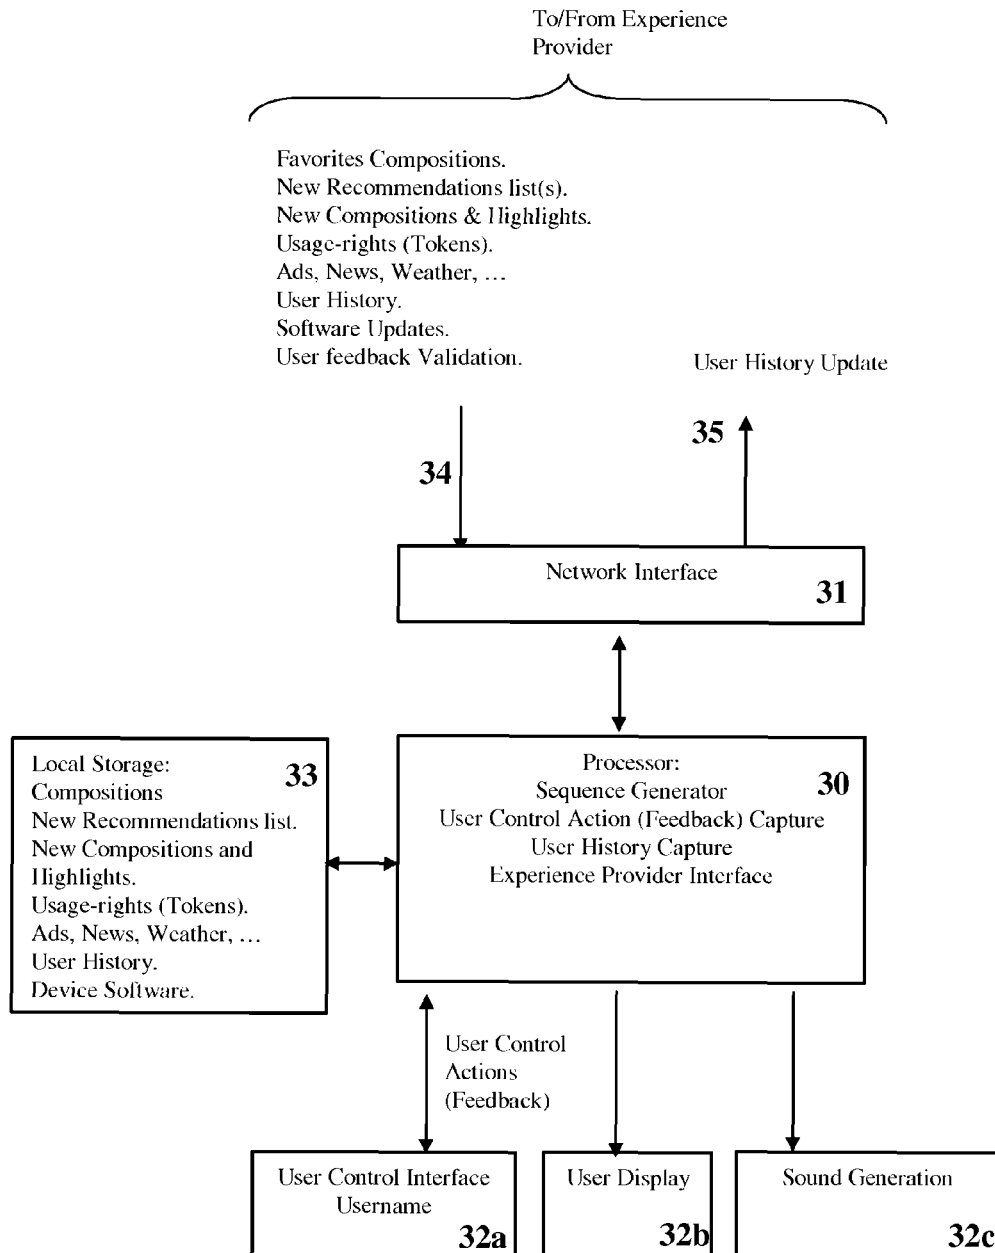 To/From Experience
Provider
Favorites Compositions.
New Recommendations list(s).
New Compositions & Highlights.
Usage-rights (Tokens).
Ads, News, Weather, ...
User History.
Software Updates.
User feedback Validation.
User History Update
34
35
Network Interface
31
Local Storage:
33
Compositions
New Recommendations list.
New Compositions and
Highlights.
Usage-rights (Tokens).
Ads, News, Weather, ...
User History.
Device Software.
Processor:
30
Sequence Generator
User Control Action (Feedback) Capture
User History Capture
Experience Provider Interface
User Control
Actions
(Feedback)
User Control Interface
Username
32a
User Display
32b
Sound Generation
32c